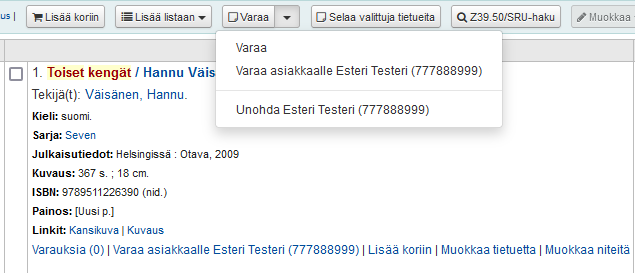 us | Lisää koriin Lisää listaan Varaa Selaa valittuja tietueita Z39.50/SRU-haku Muokkaa
Varaa
Varaa asiakkaalle Esteri Testeri (777888999)
Unohda Esteri Testeri (777888999)
1. Toiset kengät / Hannu Väis
Tekijä(t): Väisänen, Hannu.
Kieli: suomi.
Sarja: Seven
Julkaisutiedot: Helsingissä : Otava, 2009
Kuvaus: 367 s. ; 18 cm.
ISBN: 9789511226390 (nid.)
Painos: [Uusi p.]
Linkit: Kansikuva | Kuvaus
Varauksia (0) | Varaa asiakkaalle Esteri Testeri (777888999) | Lisää koriin | Muokkaa tietuetta | Muokkaa niteitä